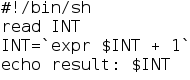 #!/bin/sh
read INT
INT=`expr $INT + 1`
echo result: $INT